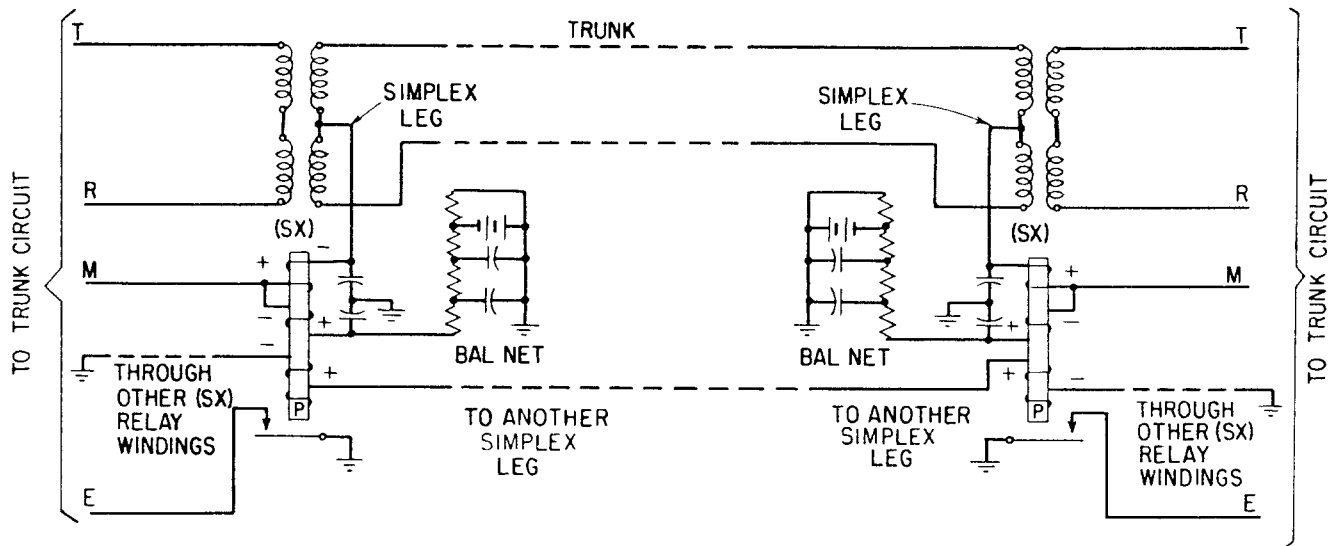 T
TRUNK
T
SIMPLEX
LEG
SIMPLEX
LEG
TO TRUNK CIRCUIT
R
R
TO TRUNK CIRCUIT
(SX)
(SX)
-
+
+
M
M
-
-
+
+
BAL NET
BAL NET
-
+
+
-
THROUGH
OTHER (SX)
RELAY
WINDINGS
P
TO ANOTHER
SIMPLEX
LEG
TO ANOTHER
SIMPLEX
LEG
P
THROUGH
OTHER (SX)
RELAY
WINDINGS
E
E